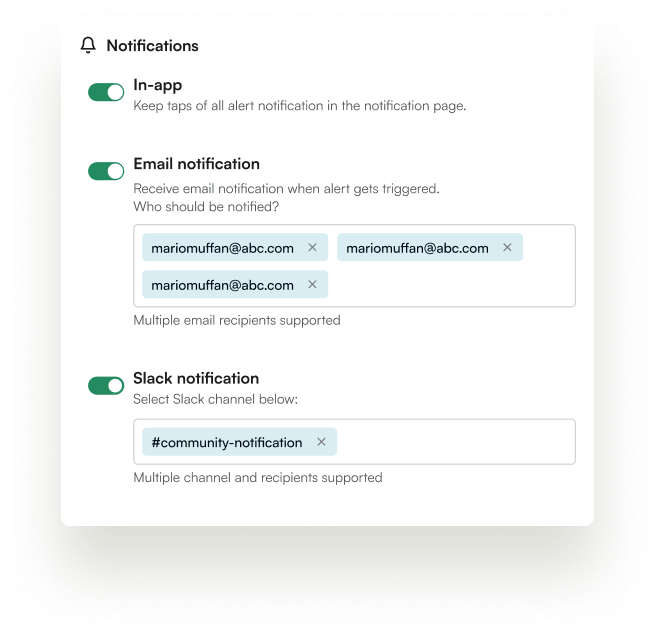 Notifications
In-app
Keep taps of all alert notification in the notification page.
Email notification
Receive email notification when alert gets triggered.
Who should be notified?
mariomuffan@abc.com × mariomuffan@abc.com ×
mariomuffan@abc.com ×
Multiple email recipients supported
Slack notification
Select Slack channel below:
#community-notification ×
Multiple channel and recipients supported